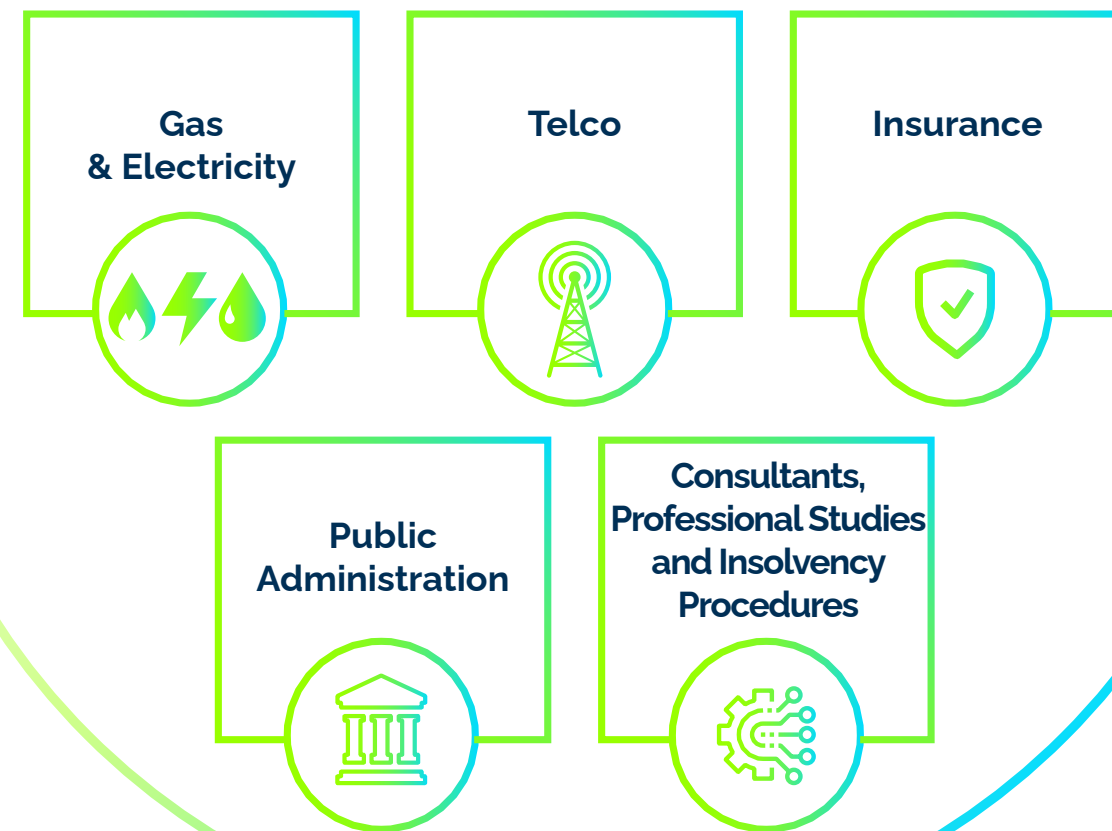 Gas
& Electricity
Telco
Insurance
Public
Administration
Consultants,
Professional Studies
and Insolvency
Procedures